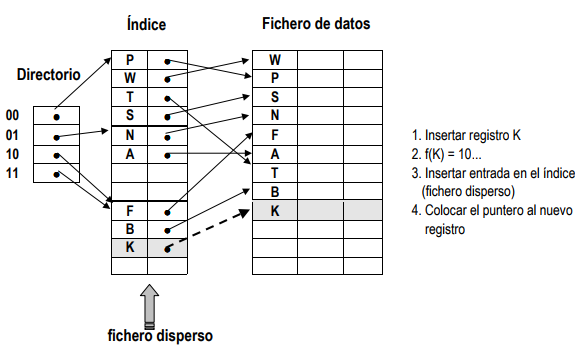 Índice
Fichero de datos
Directorio
00
01
10
11
P
W
T
S
N
A
F
B
K
W
P
S
N
F
A
T
B
K
1. Insertar registro K
2. f(K) = 10...
3. Insertar entrada en el índice
(fichero disperso)
4. Colocar el puntero al nuevo
registro
fichero disperso